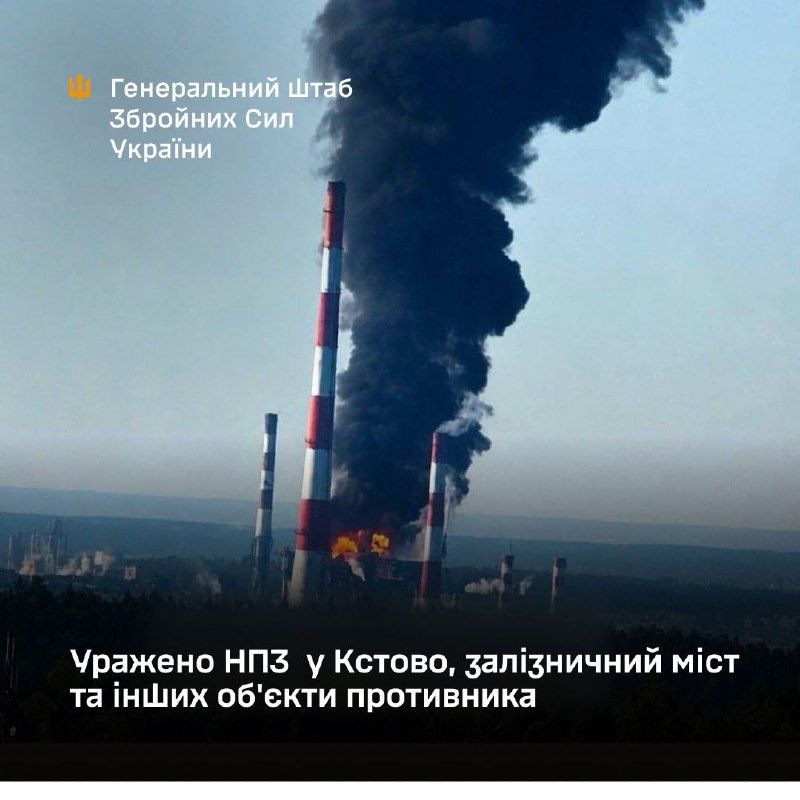 Генеральний штаб
Збройних Сил
України
Уражено НПЗ у Кстово, залізничний міст
та інших об'єкти противника